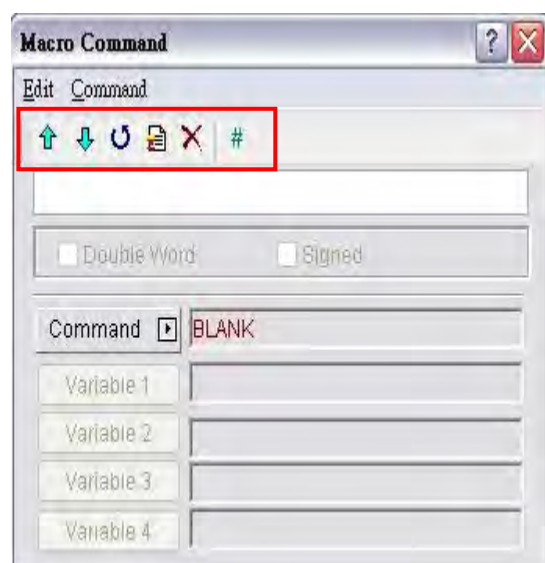 Macro Command
?
Edit Command
#
Double Word Signed
Command BLANK
Variable 1
Variable 2
Variable 3
Variable 4